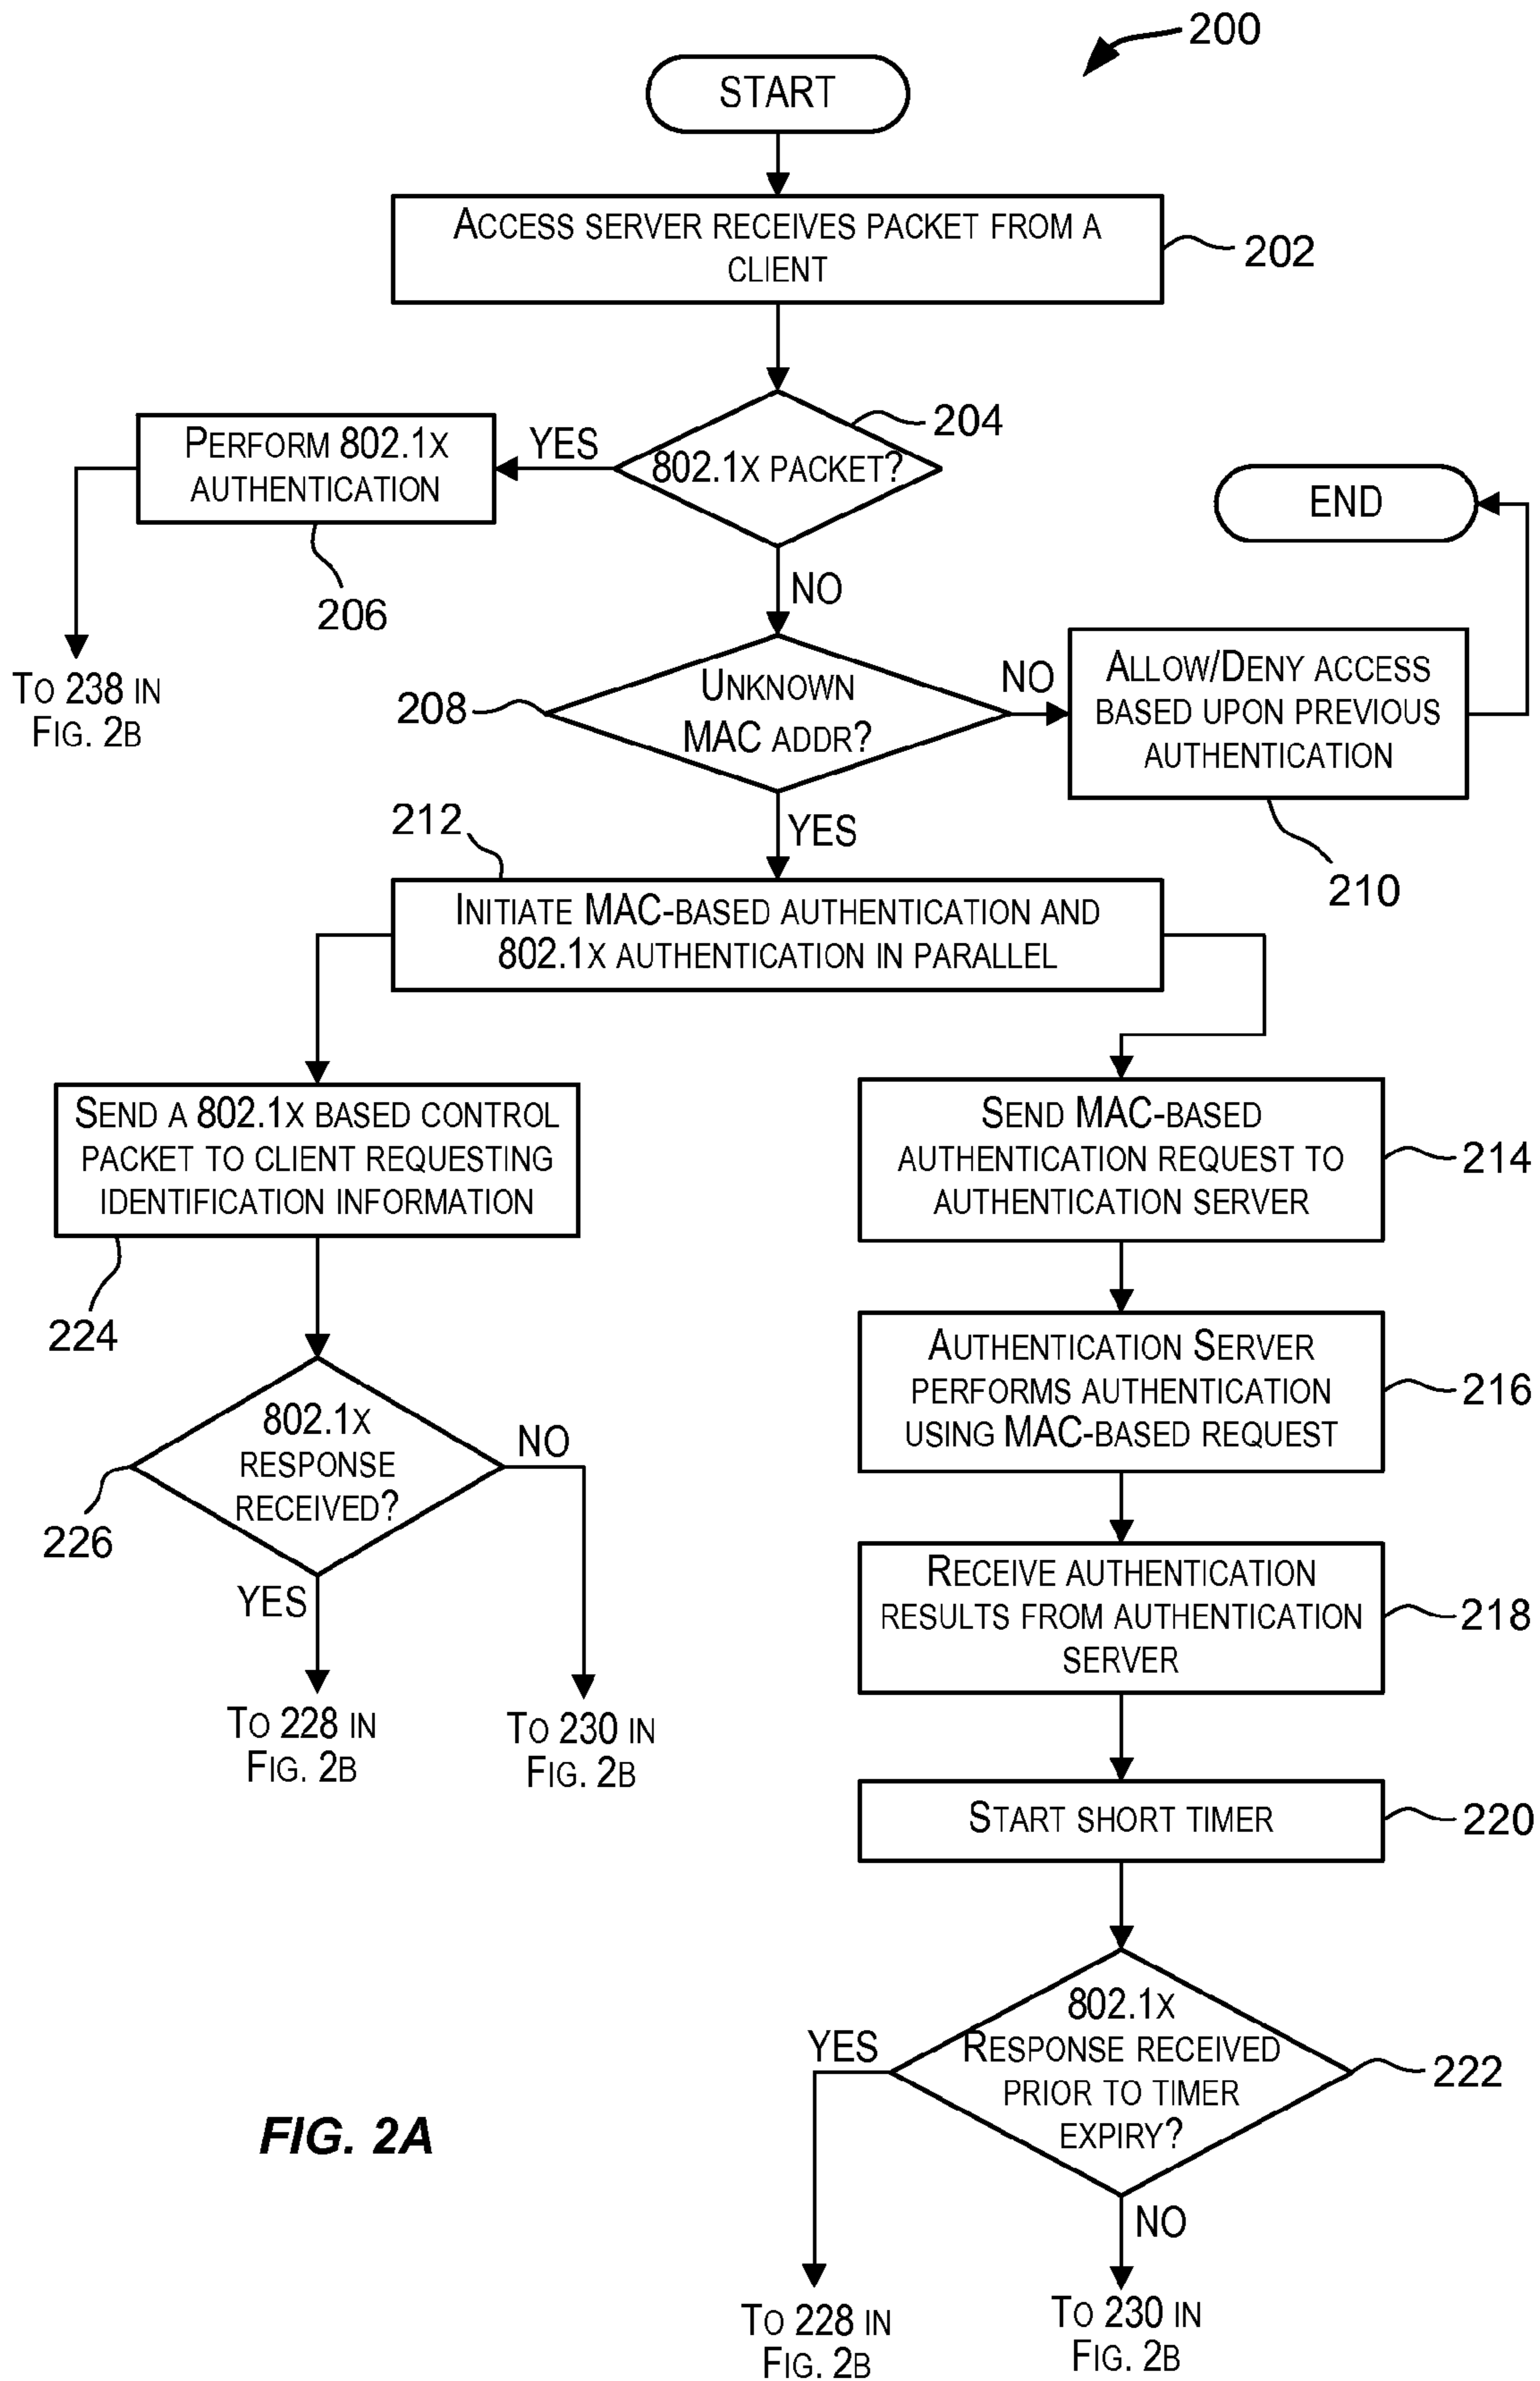 200
START
ACCESS SERVER RECEIVES PACKET FROM A
CLIENT
202
204
802.1X PACKET?
YES
PERFORM 802.1X
AUTHENTICATION
206
TO 238 IN
FIG. 2B
END
NO
208
UNKNOWN
MAC ADDR?
NO
ALLOW/DENY ACCESS
BASED UPON PREVIOUS
AUTHENTICATION
210
YES
212
INITIATE MAC-BASED AUTHENTICATION AND
802.1X AUTHENTICATION IN PARALLEL
SEND A 802.1X BASED CONTROL
PACKET TO CLIENT REQUESTING
IDENTIFICATION INFORMATION
224
802.1X
RESPONSE
RECEIVED?
226
NO
YES
TO 228 IN
FIG. 2B
TO 230 IN
FIG. 2B
SEND MAC-BASED
AUTHENTICATION REQUEST TO
AUTHENTICATION SERVER
214
AUTHENTICATION SERVER
PERFORMS AUTHENTICATION
USING MAC-BASED REQUEST
216
RECEIVE AUTHENTICATION
RESULTS FROM AUTHENTICATION
SERVER
218
START SHORT TIMER
220
802.1X
RESPONSE RECEIVED
PRIOR TO TIMER
EXPIRY?
222
YES
NO
TO 228 IN
FIG. 2B
TO 230 IN
FIG. 2B
FIG. 2A